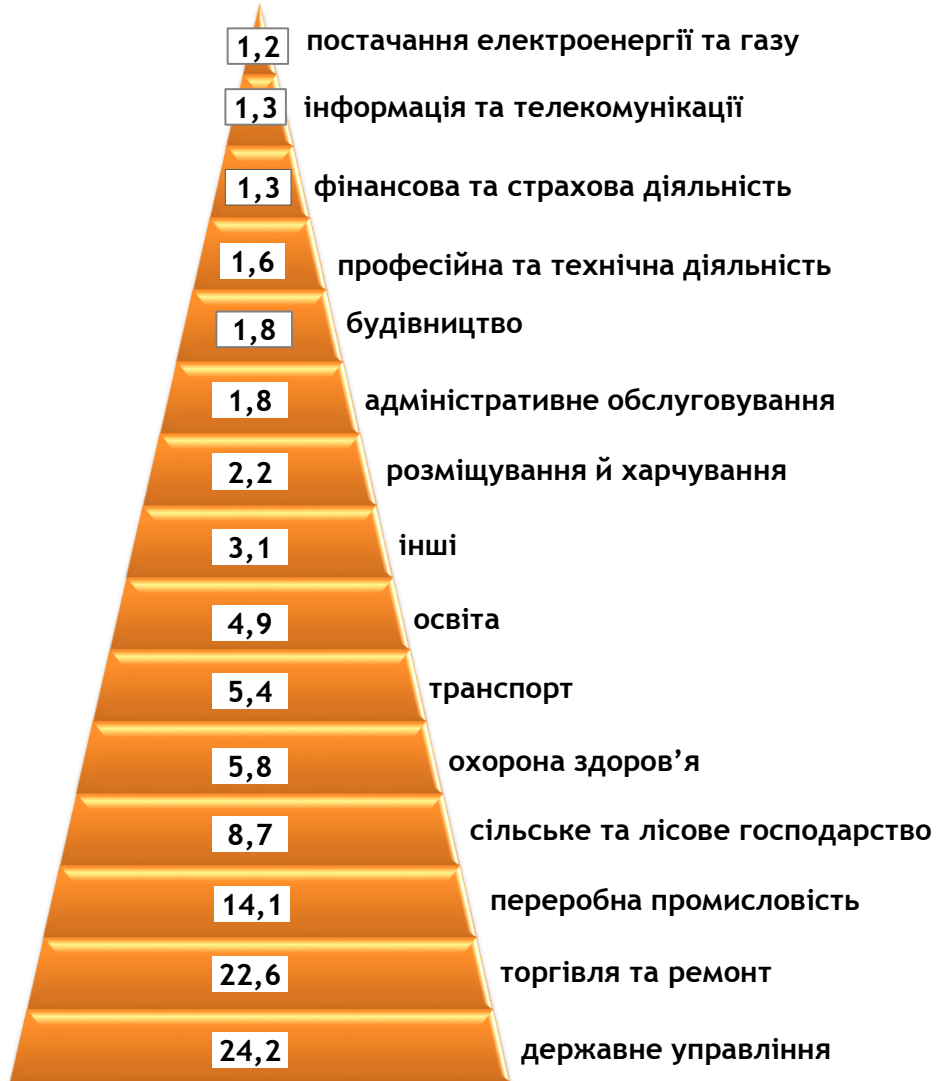 1,2 постачання електроенергії та газу
1,3 інформація та телекомунікації
1,3 фінансова та страхова діяльність
1,6 професійна та технічна діяльність
1,8 будівництво
1,8 адміністративне обслуговування
2,2 розміщування й харчування
3,1 інші
4,9 освіта
5,4 транспорт
5,8 охорона здоров’я
8,7 сільське та лісове господарство
14,1 переробна промисловість
22,6 торгівля та ремонт
24,2 державне управління